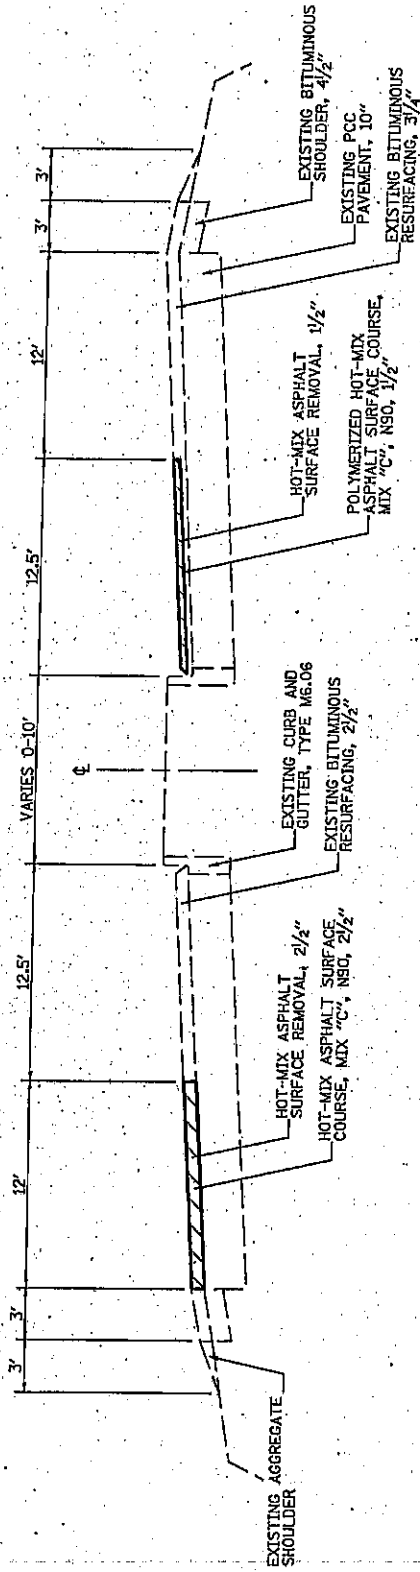 3'
3'
12'
12.5'
VARIES 0-10'
12.5'
12'
3'
3'
℄
EXISTING AGGREGATE
SHOULDER
HOT-MIX ASPHALT
SURFACE REMOVAL, 2½"
HOT-MIX ASPHALT SURFACE
COURSE, MIX "C", N90, 2½"
EXISTING CURB AND
GUTTER, TYPE M6.06
EXISTING BITUMINOUS
RESURFACING, 2½"
HOT-MIX ASPHALT
SURFACE REMOVAL, 1½"
POLYMERIZED HOT-MIX
ASPHALT SURFACE COURSE,
MIX "C", N90, 1½"
EXISTING BITUMINOUS
SHOULDER, 4½"
EXISTING PCC
PAVEMENT, 10"
EXISTING BITUMINOUS
RESURFACING, 3¼"